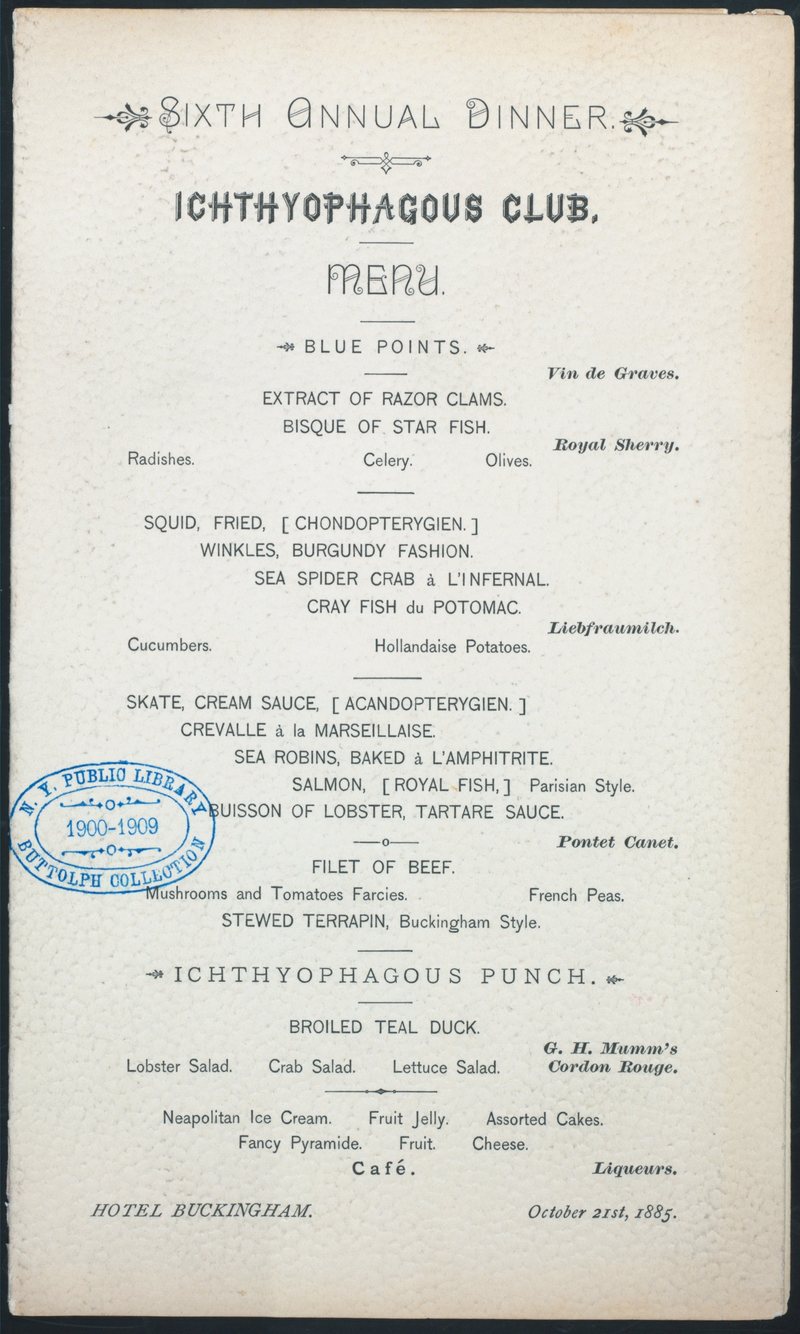 SIXTH ANNUAL DINNER.
ICHTHYOPHAGOUS CLUB,
MENU.
BLUE POINTS.
Vin de Graves.
EXTRACT OF RAZOR CLAMS.
BISQUE OF STAR FISH.
Royal Sherry.
Radishes. Celery. Olives.
SQUID, FRIED, [ CHONDOPTERYGIEN. ]
WINKLES, BURGUNDY FASHION.
SEA SPIDER CRAB à L'INFERNAL.
CRAY FISH du POTOMAC.
Liebfraumilch.
Cucumbers. Hollandaise Potatoes.
SKATE, CREAM SAUCE, [ ACANDOPTERYGIEN. ]
CREVALLE à la MARSEILLAISE.
SEA ROBINS, BAKED à L'AMPHITRITE.
SALMON, [ ROYAL FISH, ] Parisian Style.
BUISSON OF LOBSTER, TARTARE SAUCE.
N. Y. PUBLIC LIBRARY
1900-1909
BUTTOLPH COLLECTION
Pontet Canet.
FILET OF BEEF.
Mushrooms and Tomatoes Farcies. French Peas.
STEWED TERRAPIN, Buckingham Style.
ICHTHYOPHAGOUS PUNCH.
BROILED TEAL DUCK.
G. H. Mumm's
Lobster Salad. Crab Salad. Lettuce Salad. Cordon Rouge.
Neapolitan Ice Cream. Fruit Jelly. Assorted Cakes.
Fancy Pyramide. Fruit. Cheese.
Café. Liqueurs.
HOTEL BUCKINGHAM. October 21st, 1885.